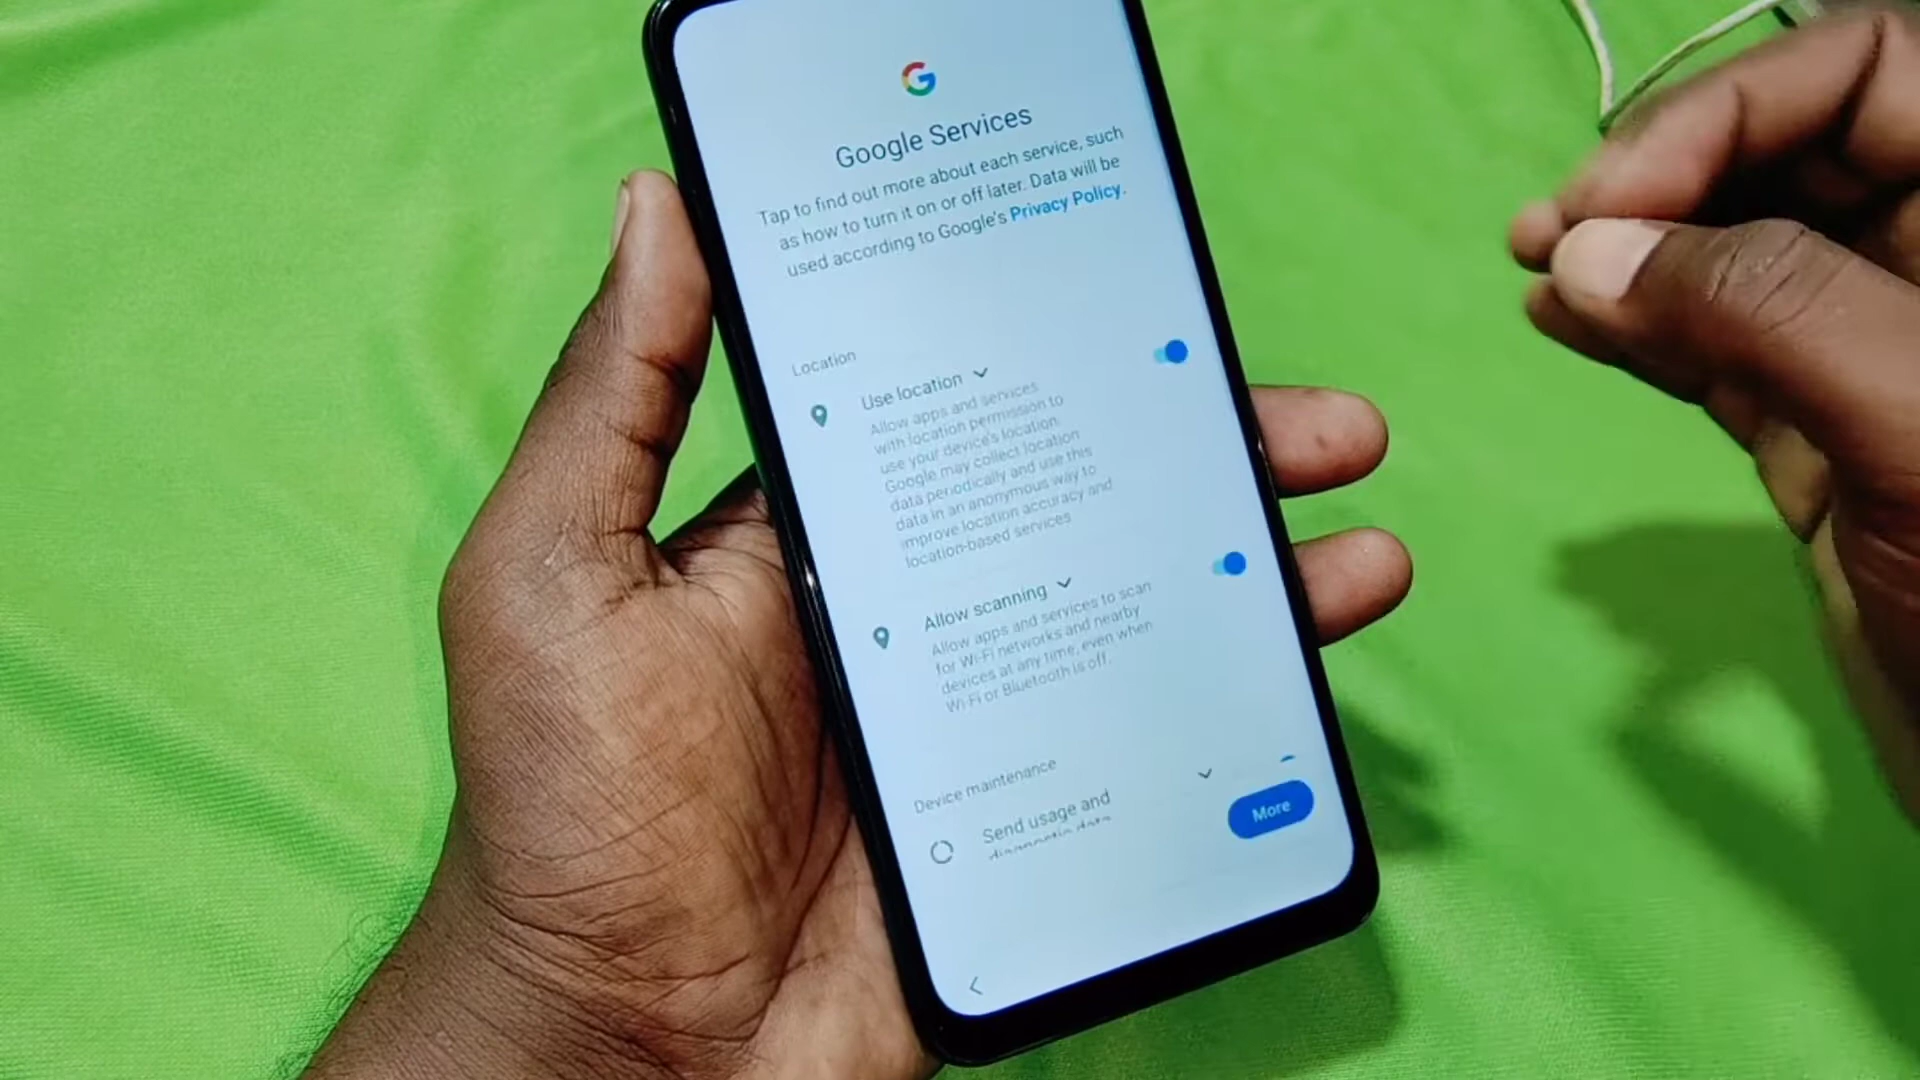 Google Services
Tap to find out more about each service, such
as how to turn it on or off later. Data will be
used according to Google's Privacy Policy.
Location
Use location
Allow apps and services
with location permission to
use your device's location.
Google may collect location
data periodically and use this
data in an anonymous way to
improve location accuracy and
location-based services
Allow scanning
Allow apps and services to scan
for Wi-Fi networks and nearby
devices at any time, even when
Wi-Fi or Bluetooth is off.
Device maintenance
Send usage and
diagnostic data
More